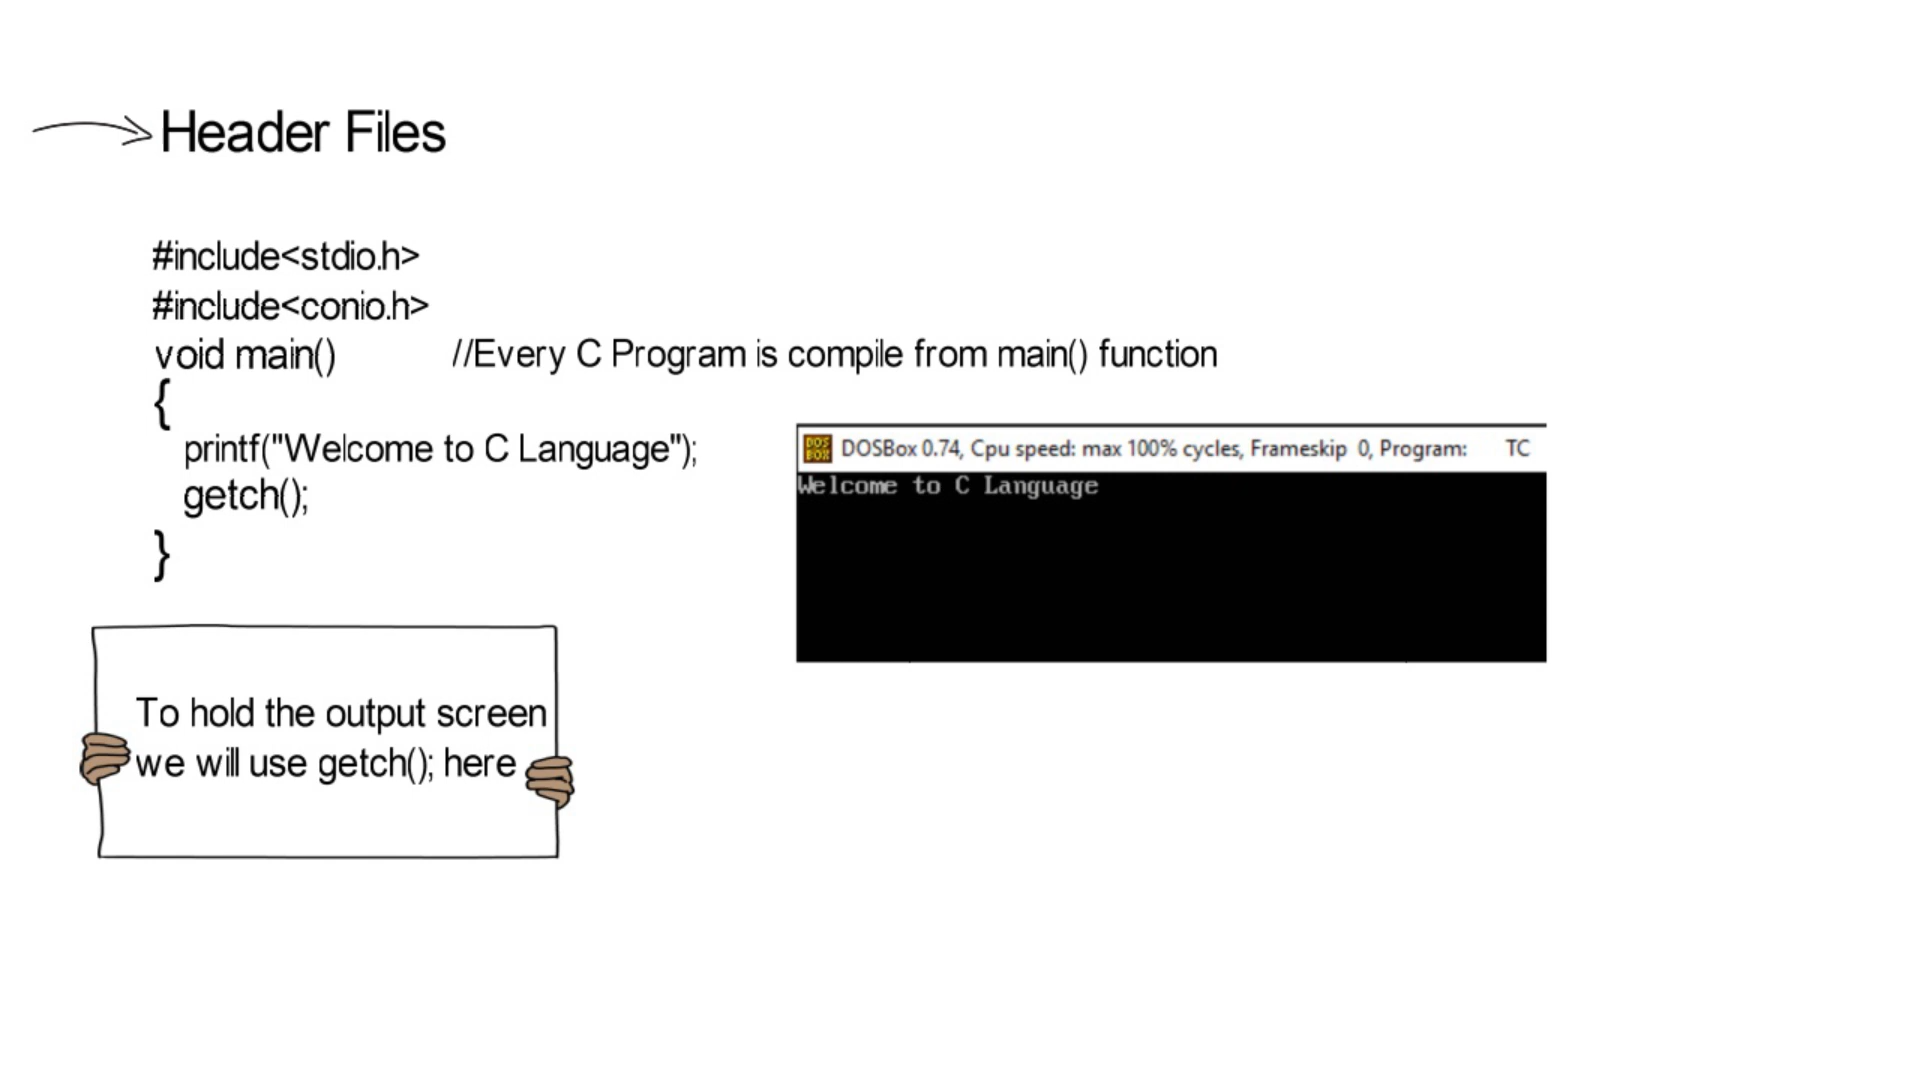 Header Files
#include<stdio.h>
#include<conio.h>
void main() //Every C Program is compile from main() function
{
printf("Welcome to C Language");
getch();
}
DOS BOX
DOSBox 0.74, Cpu speed: max 100% cycles, Frameskip 0, Program: TC
Welcome to C Language
To hold the output screen
we will use getch(); here